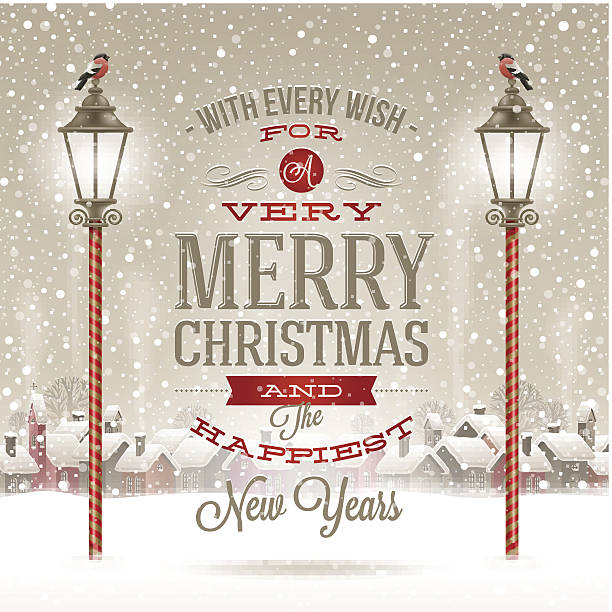 - WITH EVERY WISH -
FOR
A
VERY
MERRY
CHRISTMAS
AND
The
HAPPIEST
New Years